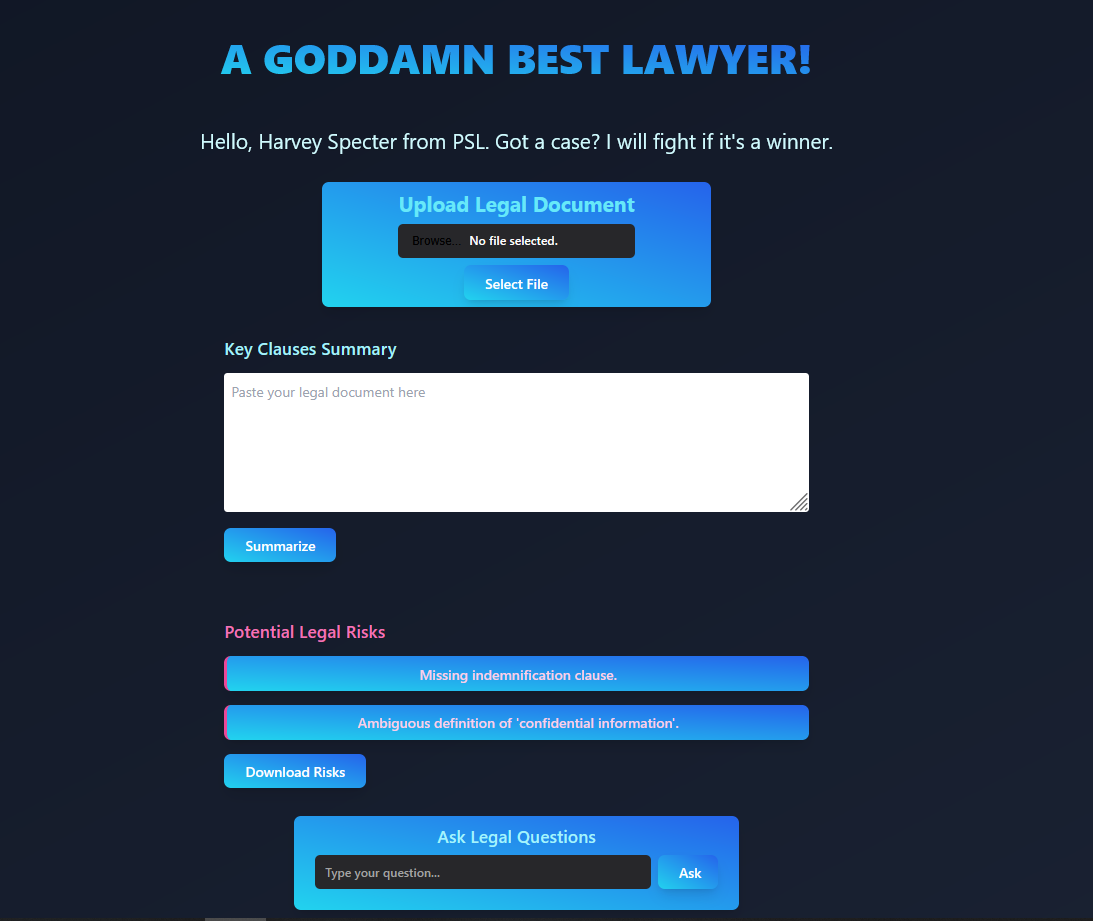 A GODDAMN BEST LAWYER!
Hello, Harvey Specter from PSL. Got a case? I will fight if it's a winner.
Upload Legal Document
Browse... No file selected.
Select File
Key Clauses Summary
Paste your legal document here
Summarize
Potential Legal Risks
Missing indemnification clause.
Ambiguous definition of 'confidential information'.
Download Risks
Ask Legal Questions
Type your question... Ask